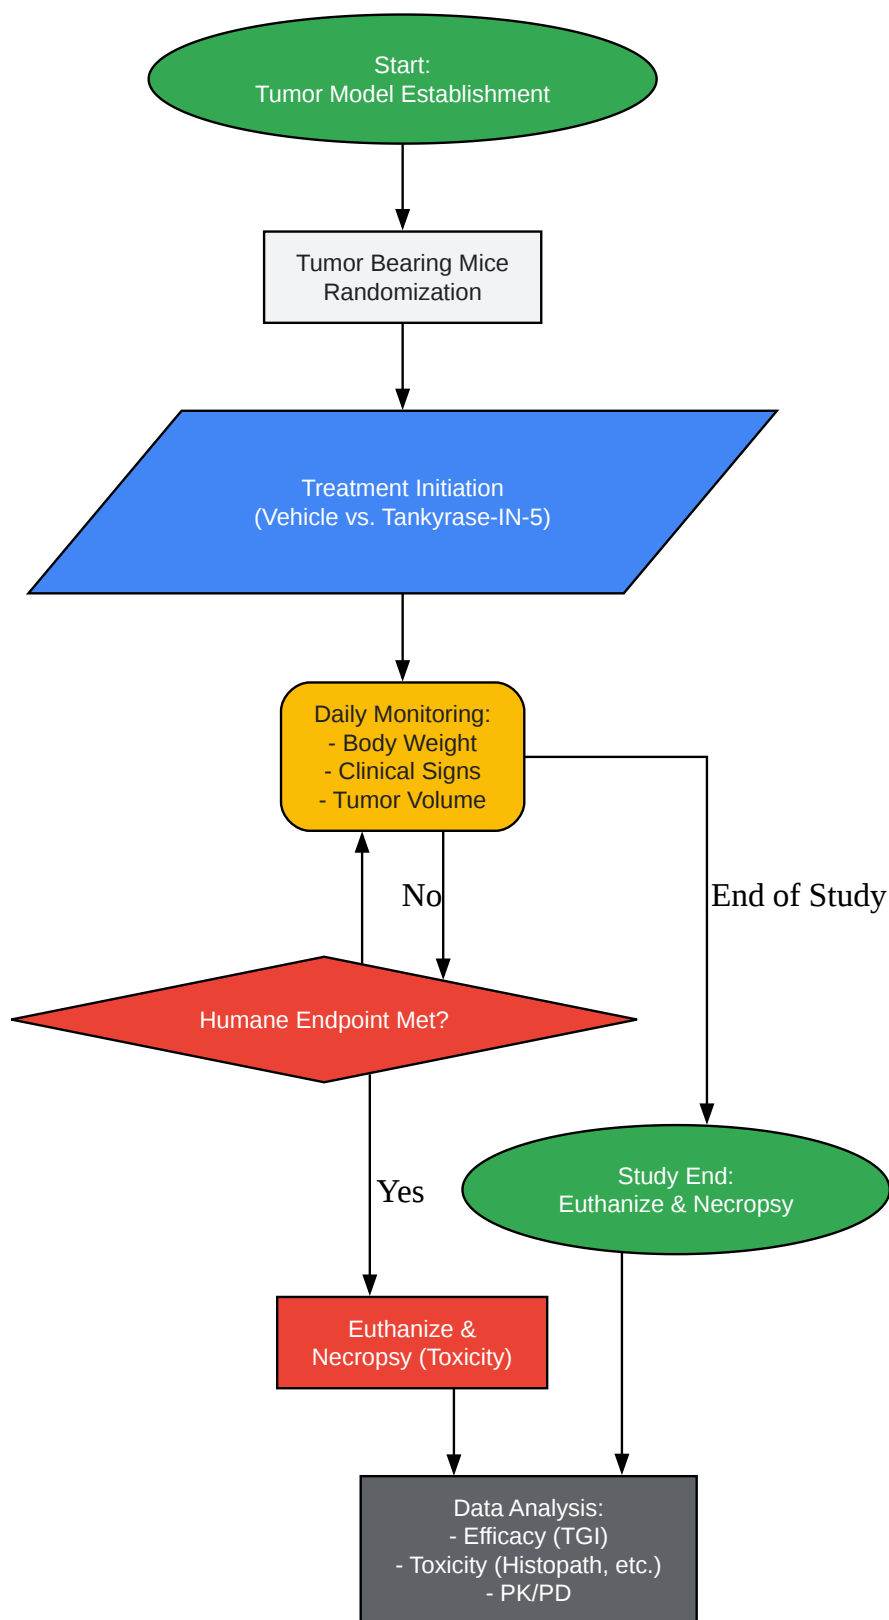 Start:
Tumor Model Establishment
Tumor Bearing Mice
Randomization
Treatment Initiation
(Vehicle vs. Tankyrase-IN-5)
Daily Monitoring:
- Body Weight
- Clinical Signs
- Tumor Volume
No
End of Study
Humane Endpoint Met?
Yes
Study End:
Euthanize & Necropsy
Euthanize &
Necropsy (Toxicity)
Data Analysis:
- Efficacy (TGI)
- Toxicity (Histopath, etc.)
- PK/PD